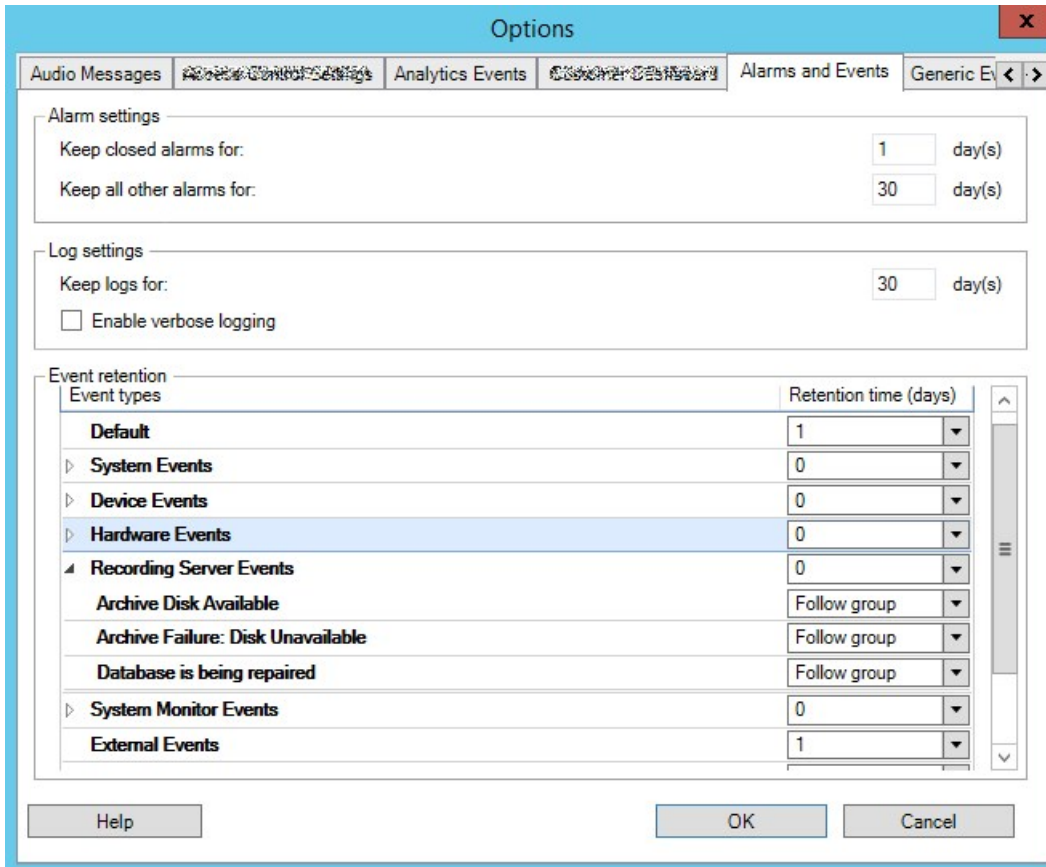 Options
x
Audio Messages Analytics Events Alarms and Events Generic Ev
Alarm settings
Keep closed alarms for: 1 day(s)
Keep all other alarms for: 30 day(s)
Log settings
Keep logs for: 30 day(s)
Enable verbose logging
Event retention
Event types Retention time (days)
Default 1
System Events 0
Device Events 0
Hardware Events 0
Recording Server Events 0
Archive Disk Available Follow group
Archive Failure: Disk Unavailable Follow group
Database is being repaired Follow group
System Monitor Events 0
External Events 1
Help OK Cancel